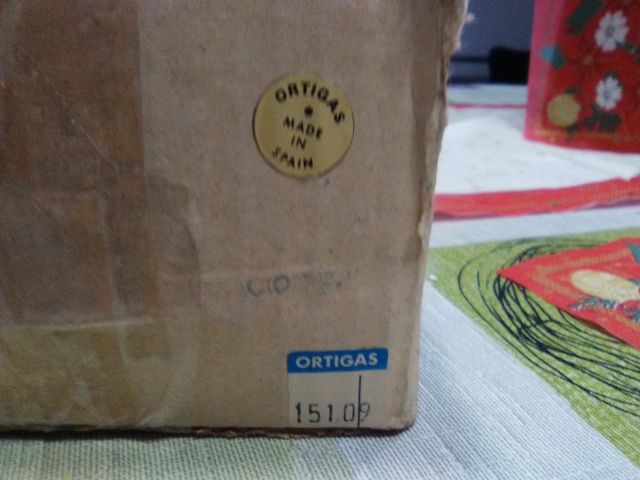 ORTIGAS
MADE
IN
SPAIN
ORTIGAS
151.09